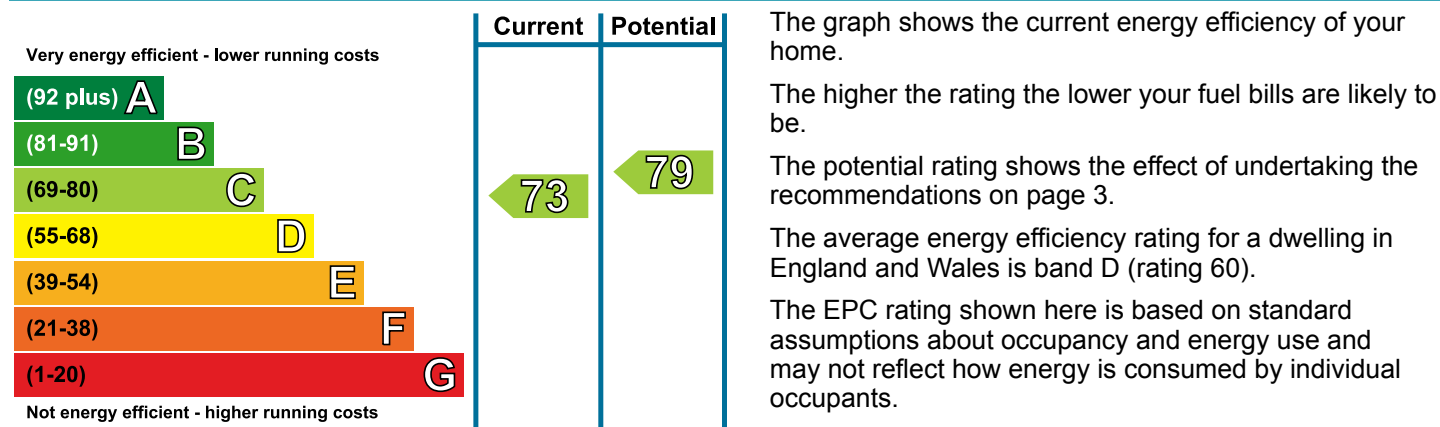 Current Potential
Very energy efficient - lower running costs
(92 plus) A
(81-91) B
(69-80) C
(55-68) D
(39-54) E
(21-38) F
(1-20) G
Not energy efficient - higher running costs
73
79
The graph shows the current energy efficiency of your
home.
The higher the rating the lower your fuel bills are likely to
be.
The potential rating shows the effect of undertaking the
recommendations on page 3.
The average energy efficiency rating for a dwelling in
England and Wales is band D (rating 60).
The EPC rating shown here is based on standard
assumptions about occupancy and energy use and
may not reflect how energy is consumed by individual
occupants.